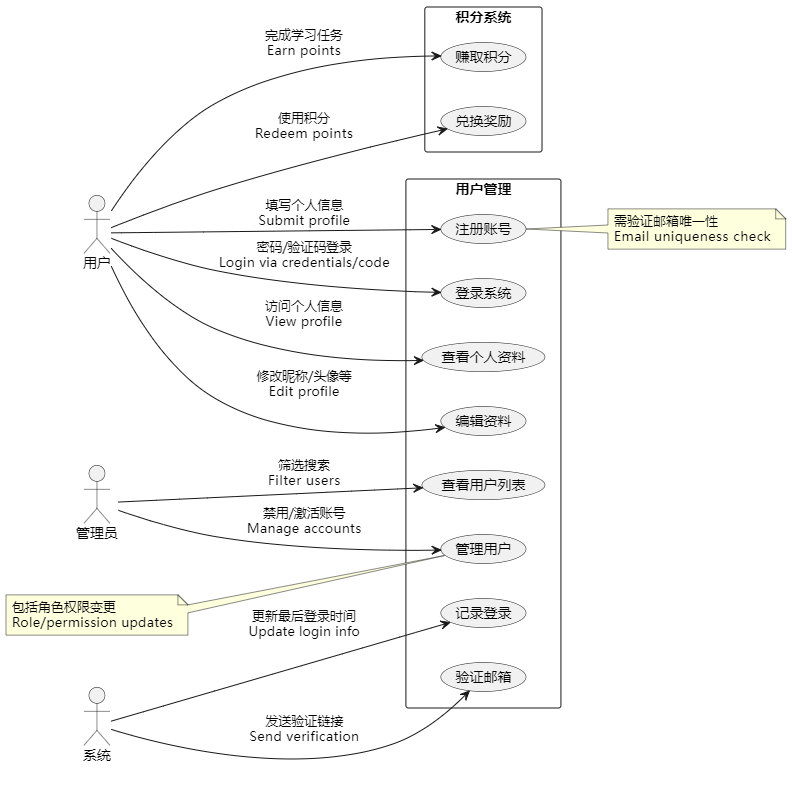 积分系统
完成学习任务
Earn points
赚取积分
使用积分
Redeem points
兑换奖励
用户管理
用户
填写个人信息
Submit profile
注册账号
需验证邮箱唯一性
Email uniqueness check
密码/验证码登录
Login via credentials/code
登录系统
访问个人信息
View profile
查看个人资料
修改昵称/头像等
Edit profile
编辑资料
管理员
筛选搜索
Filter users
查看用户列表
禁用/激活账号
Manage accounts
管理用户
包括角色权限变更
Role/permission updates
更新最后登录时间
Update login info
记录登录
验证邮箱
系统
发送验证链接
Send verification